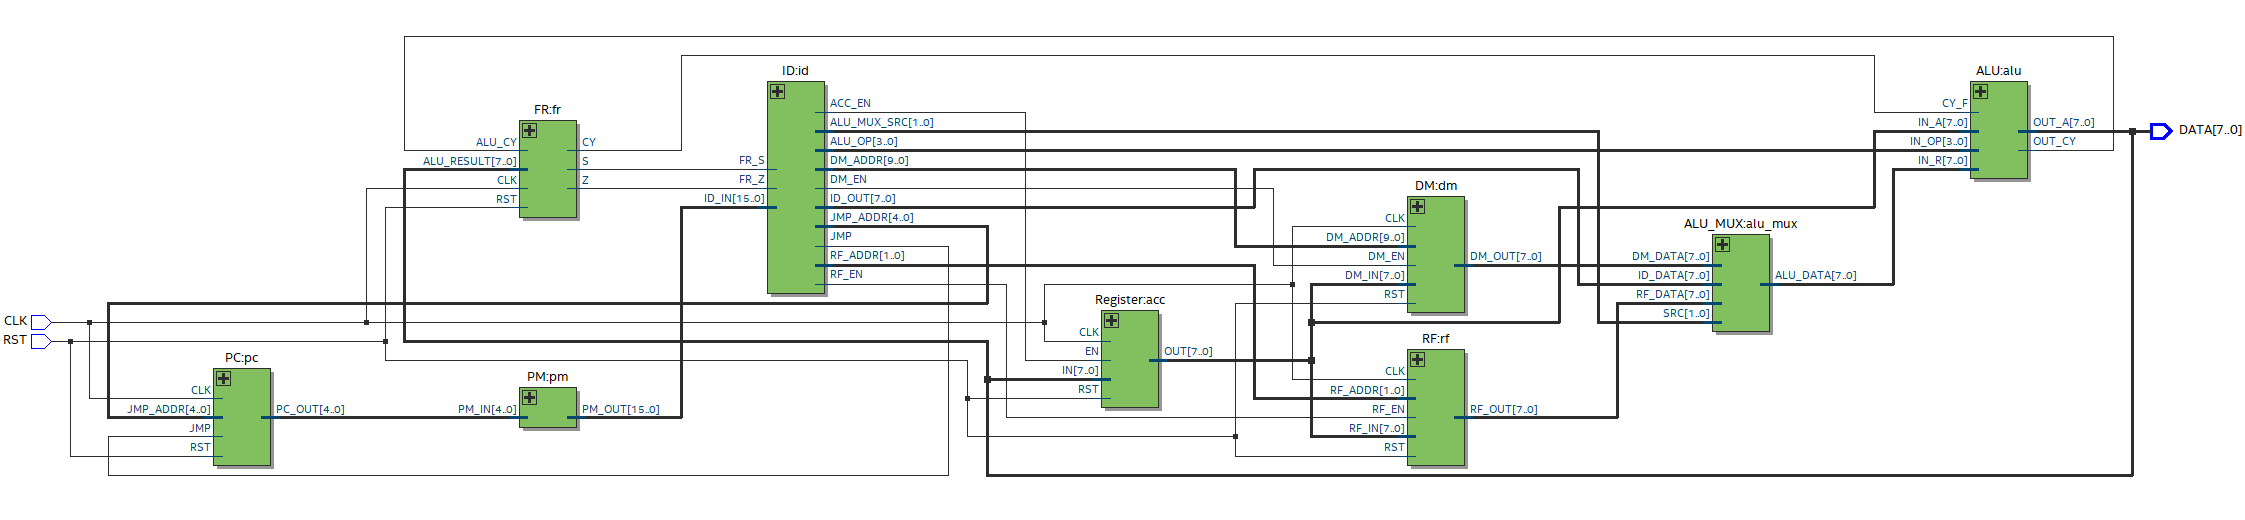 CLK
RST
PC:pc
CLK
JMP_ADDR[4..0]
JMP
RST
PC_OUT[4..0]
FR:fr
ALU_CY
ALU_RESULT[7..0]
CLK
RST
CY
S
Z
PM:pm
PM_IN[4..0]
PM_OUT[15..0]
ID:id
FR_S
FR_Z
ID_IN[15..0]
ACC_EN
ALU_MUX_SRC[1..0]
ALU_OP[3..0]
DM_ADDR[9..0]
DM_EN
ID_OUT[7..0]
JMP_ADDR[4..0]
JMP
RF_ADDR[1..0]
RF_EN
Register:acc
CLK
EN
IN[7..0]
RST
OUT[7..0]
DM:dm
CLK
DM_ADDR[9..0]
DM_EN
DM_IN[7..0]
RST
DM_OUT[7..0]
RF:rf
CLK
RF_ADDR[1..0]
RF_EN
RF_IN[7..0]
RST
RF_OUT[7..0]
ALU_MUX:alu_mux
DM_DATA[7..0]
ID_DATA[7..0]
RF_DATA[7..0]
SRC[1..0]
ALU_DATA[7..0]
ALU:alu
CY_F
IN_A[7..0]
IN_OP[3..0]
IN_R[7..0]
OUT_A[7..0]
OUT_CY
DATA[7..0]